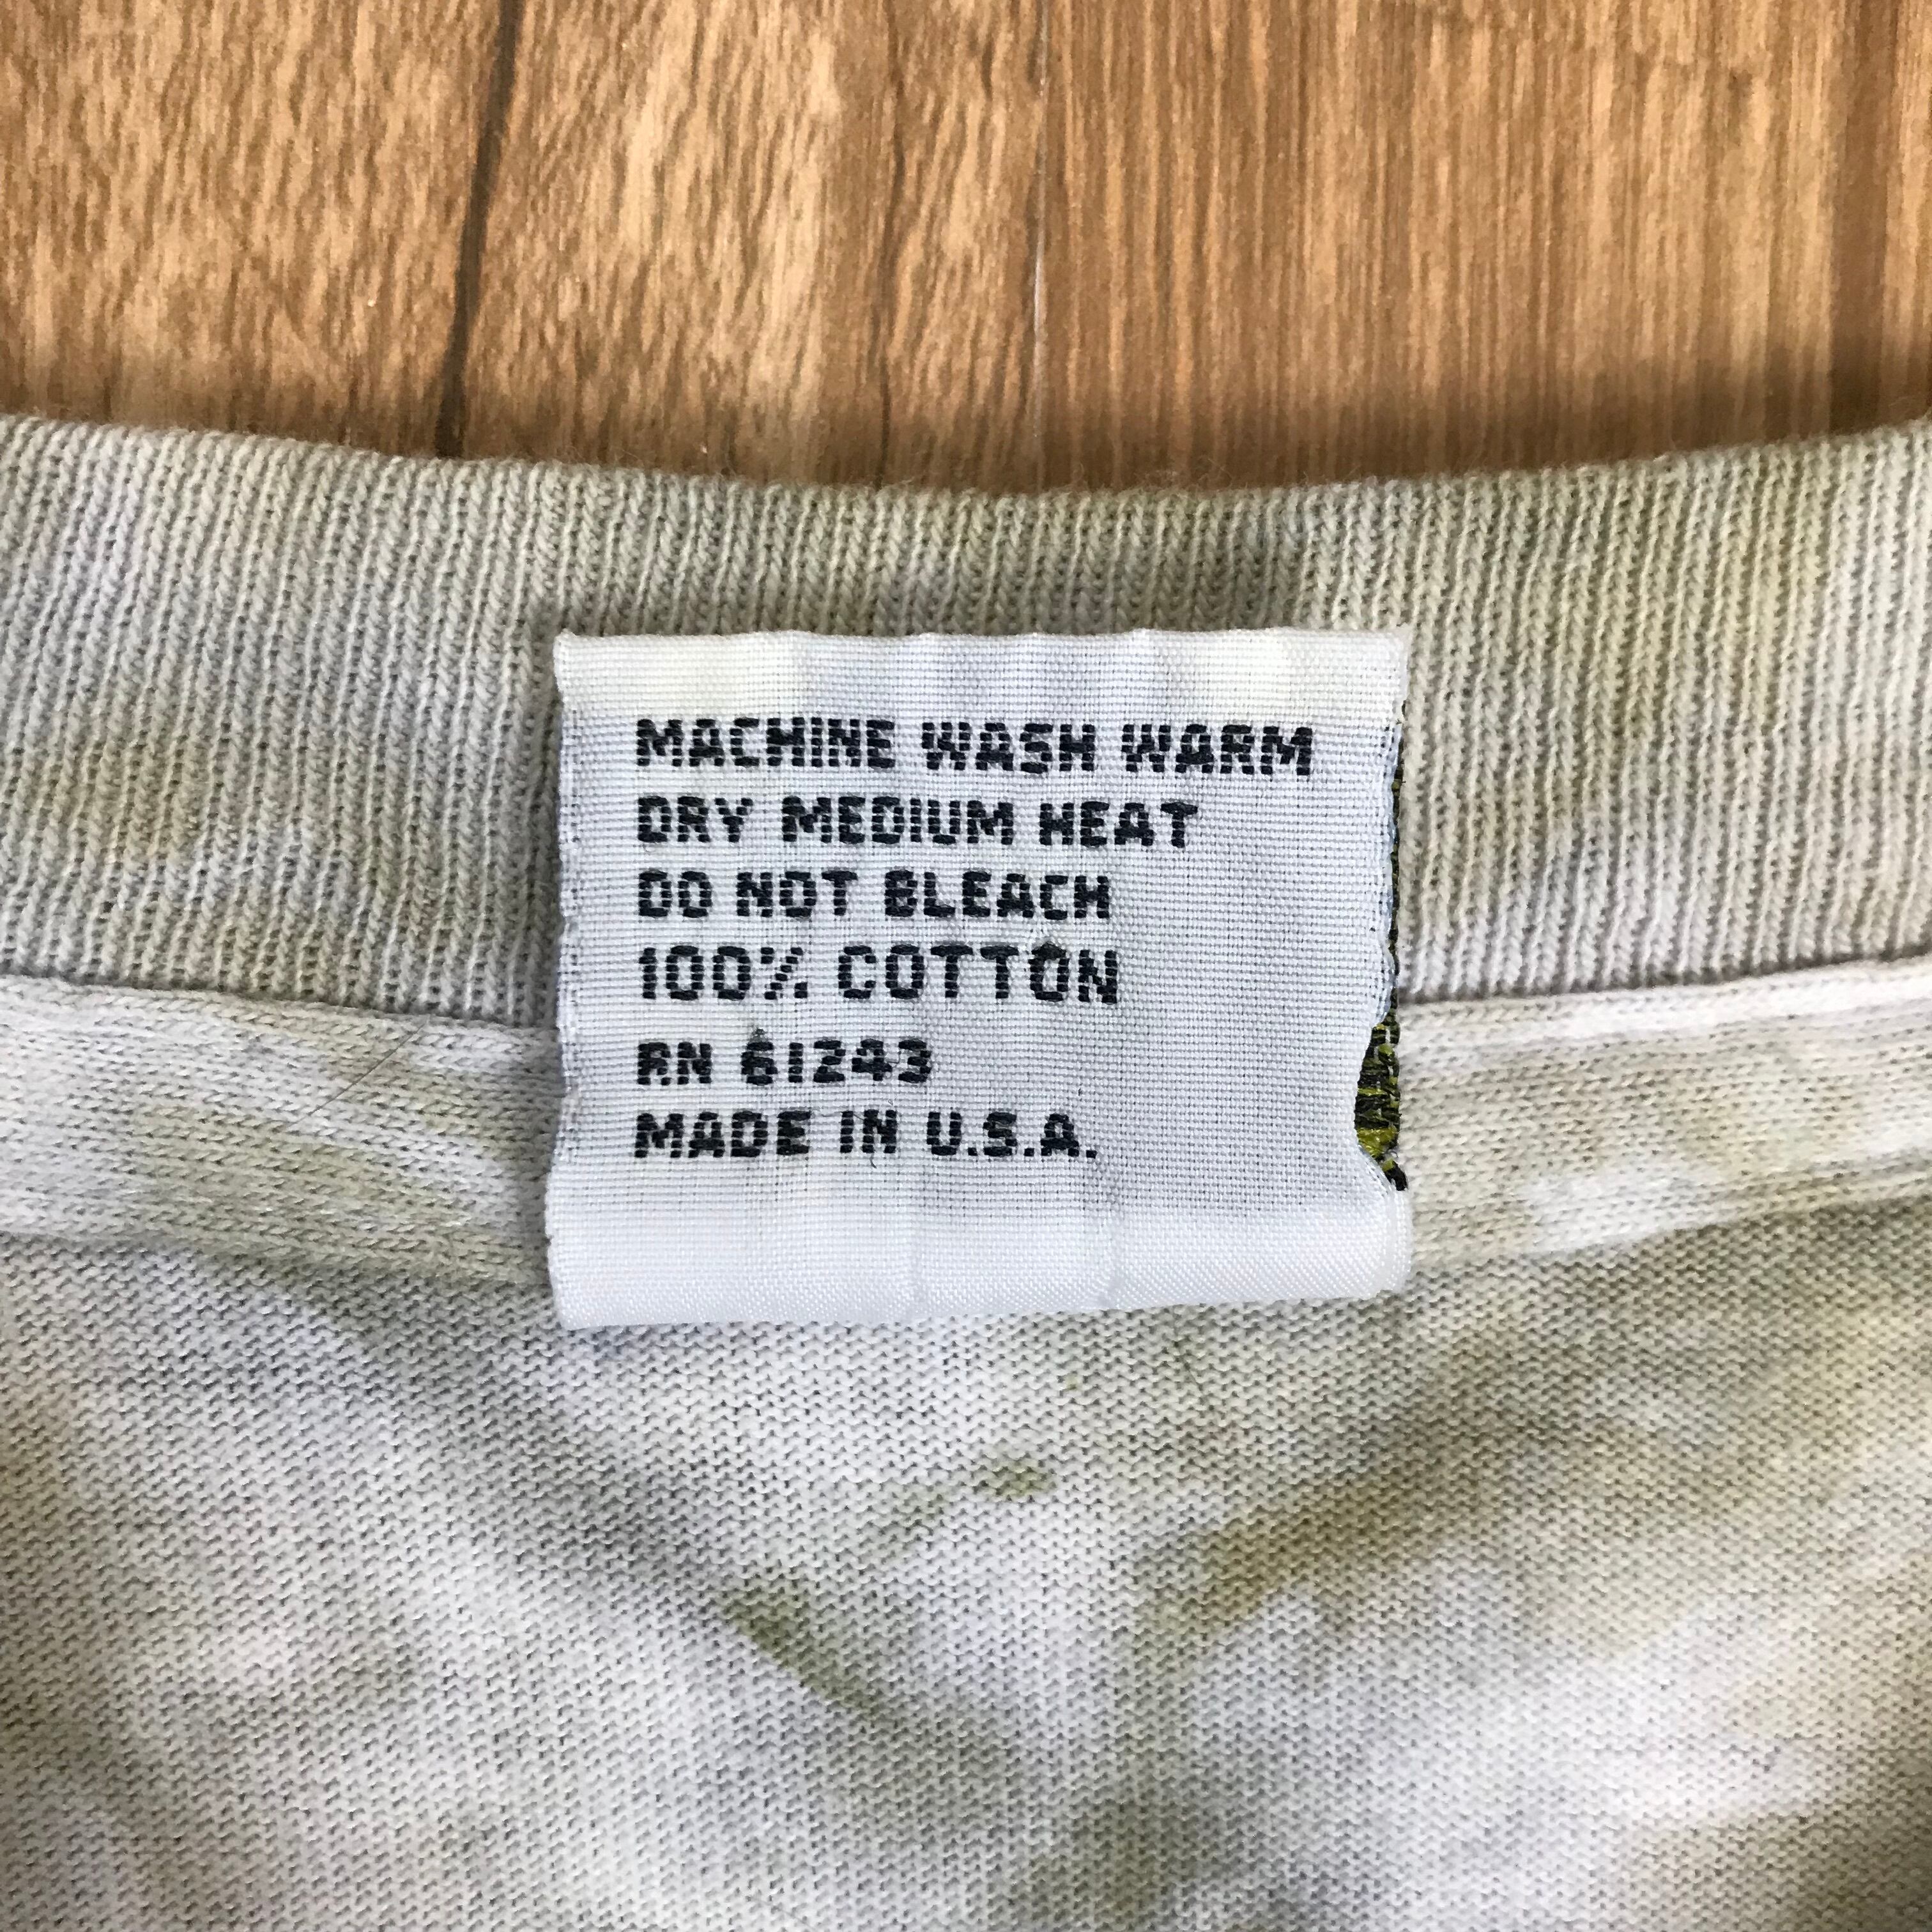 MACHINE WASH WARM
DRY MEDIUM HEAT
DO NOT BLEACH
100% COTTON
RN 61243
MADE IN U.S.A.